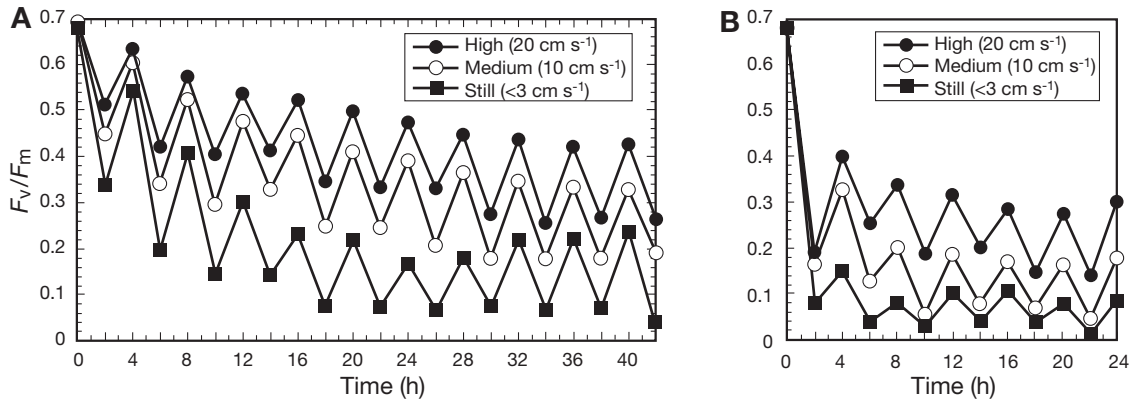 A
High (20 cm s⁻¹)
Medium (10 cm s⁻¹)
Still (<3 cm s⁻¹)
0.7
0.6
0.5
0.4
0.3
0.2
0.1
0
Fv/Fm
0 4 8 12 16 20 24 28 32 36 40
Time (h)
B
High (20 cm s⁻¹)
Medium (10 cm s⁻¹)
Still (<3 cm s⁻¹)
0.7
0.6
0.5
0.4
0.3
0.2
0.1
0
0 4 8 12 16 20 24
Time (h)